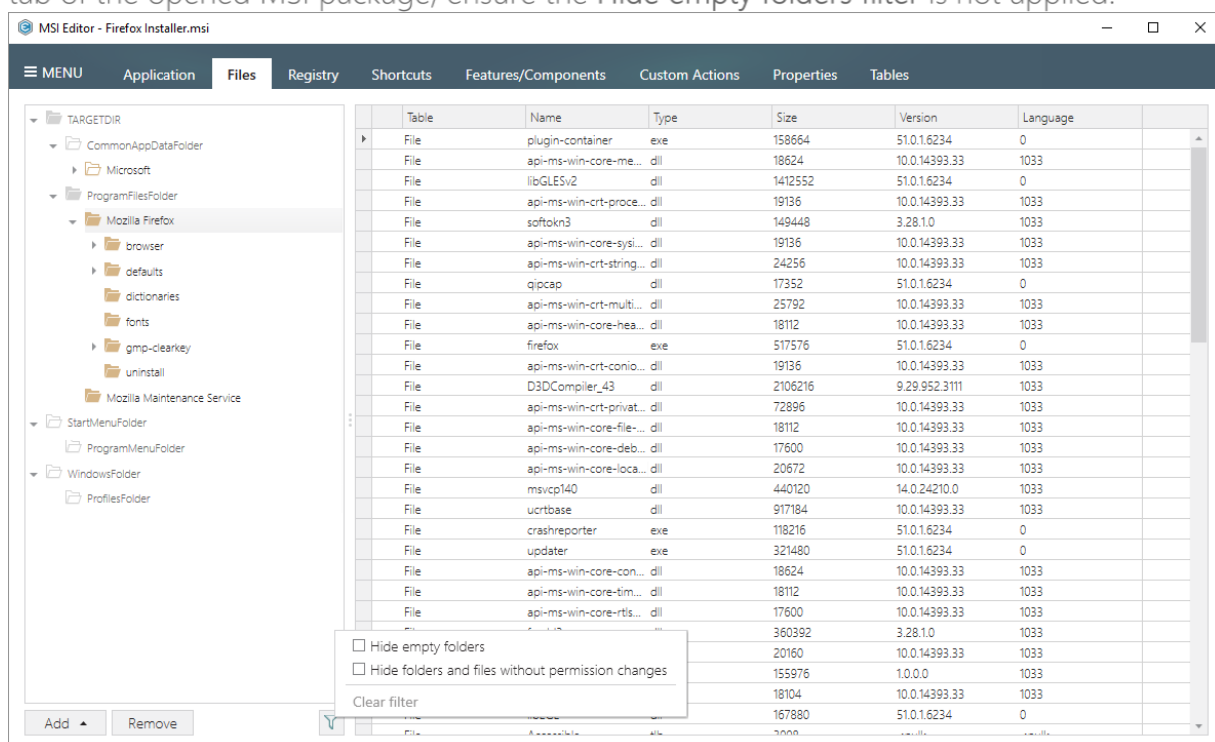 tab of the opened MSI package, ensure the Hide empty folders filter is not applied.
MSI Editor - Firefox Installer.msi
MENU Application Files Registry Shortcuts Features/Components Custom Actions Properties Tables
TARGETDIR
CommonAppDataFolder
Microsoft
ProgramFilesFolder
Mozilla Firefox
browser
defaults
dictionaries
fonts
gmp-clearkey
uninstall
Mozilla Maintenance Service
StartMenuFolder
ProgramMenuFolder
WindowsFolder
ProfilesFolder
Add Remove
Table Name Type Size Version Language
File plugin-container exe 158664 51.0.1.6234 0
File api-ms-win-core-me... dll 18624 10.0.14393.33 1033
File libGLESv2 dll 1412552 51.0.1.6234 0
File api-ms-win-crt-proce... dll 19136 10.0.14393.33 1033
File softokn3 dll 149448 3.28.1.0 1033
File api-ms-win-core-sysi... dll 19136 10.0.14393.33 1033
File api-ms-win-crt-string... dll 24256 10.0.14393.33 1033
File qipcap dll 17352 51.0.1.6234 0
File api-ms-win-crt-multi... dll 25792 10.0.14393.33 1033
File api-ms-win-core-hea... dll 18112 10.0.14393.33 1033
File firefox exe 517576 51.0.1.6234 0
File api-ms-win-crt-conio... dll 19136 10.0.14393.33 1033
File D3DCompiler_43 dll 2106216 9.29.952.3111 1033
File api-ms-win-crt-privat... dll 72896 10.0.14393.33 1033
File api-ms-win-core-file-... dll 18112 10.0.14393.33 1033
File api-ms-win-core-deb... dll 17600 10.0.14393.33 1033
File api-ms-win-core-loca... dll 20672 10.0.14393.33 1033
File msvcp140 dll 440120 14.0.24210.0 1033
File ucrtbase dll 917184 10.0.14393.33 1033
File crashreporter exe 118216 51.0.1.6234 0
File updater exe 321480 51.0.1.6234 0
File api-ms-win-core-con... dll 18624 10.0.14393.33 1033
File api-ms-win-core-tim... dll 18112 10.0.14393.33 1033
File api-ms-win-core-rtls... dll 17600 10.0.14393.33 1033
360392 3.28.1.0 1033
20160 10.0.14393.33 1033
155976 1.0.0.0 1033
18104 10.0.14393.33 1033
167880 51.0.1.6234 0
Hide empty folders
Hide folders and files without permission changes
Clear filter